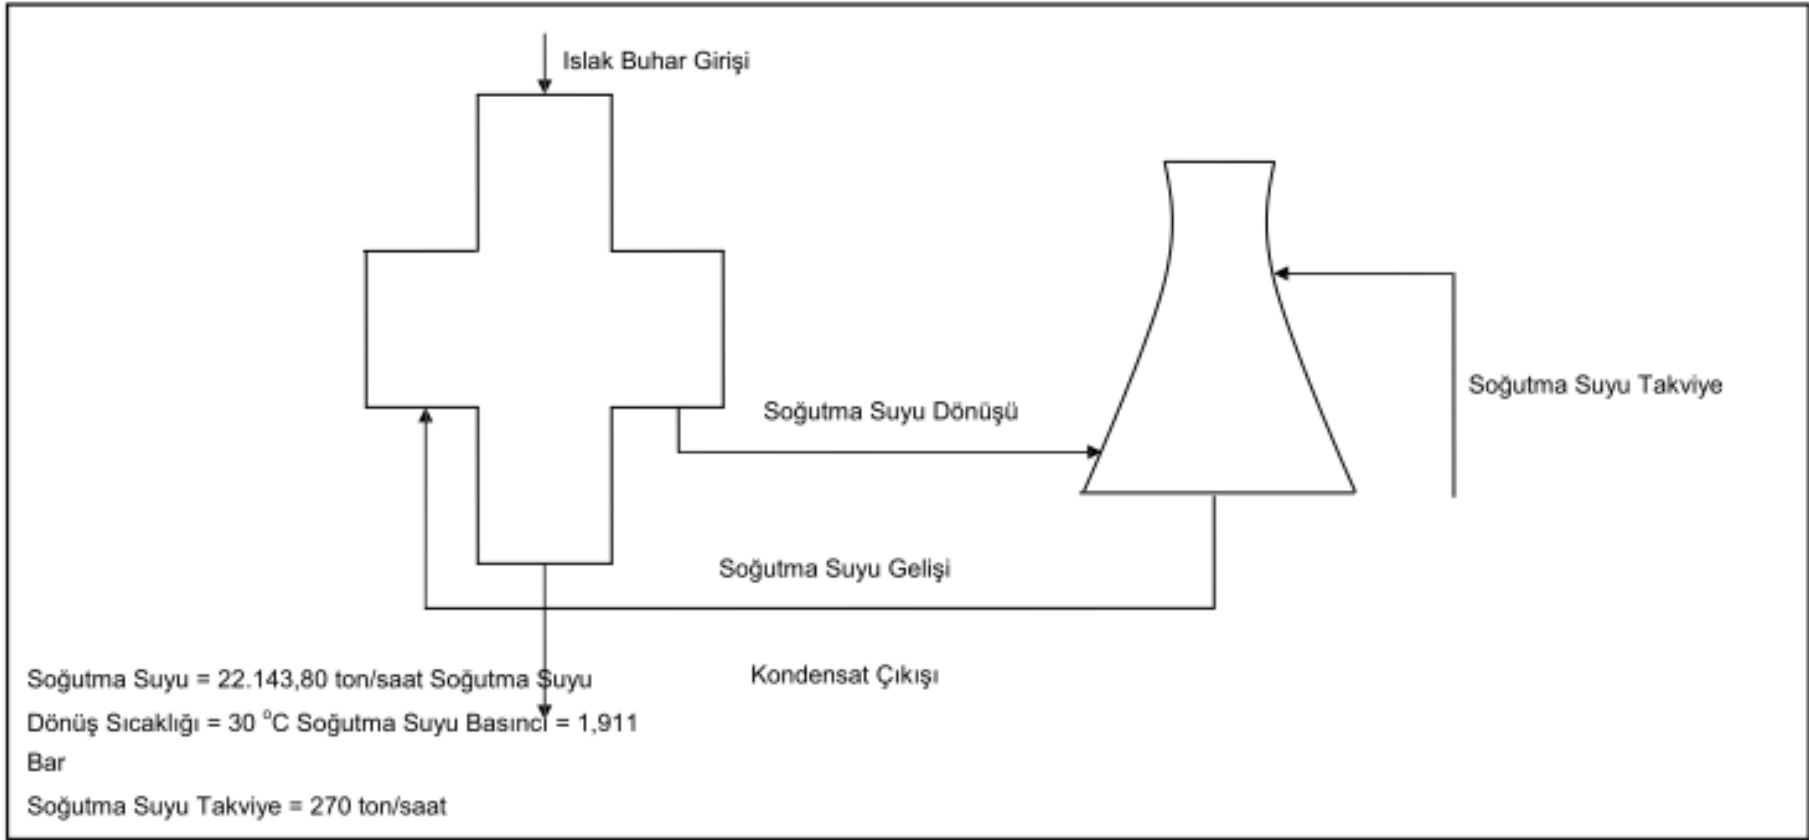 Islak Buhar Girişi
Soğutma Suyu Takviye
Soğutma Suyu Dönüşü
Soğutma Suyu Gelişi
Kondensat Çıkışı
Soğutma Suyu = 22.143,80 ton/saat Soğutma Suyu
Dönüş Sıcaklığı = 30 °C Soğutma Suyu Basıncı = 1,911
Bar
Soğutma Suyu Takviye = 270 ton/saat